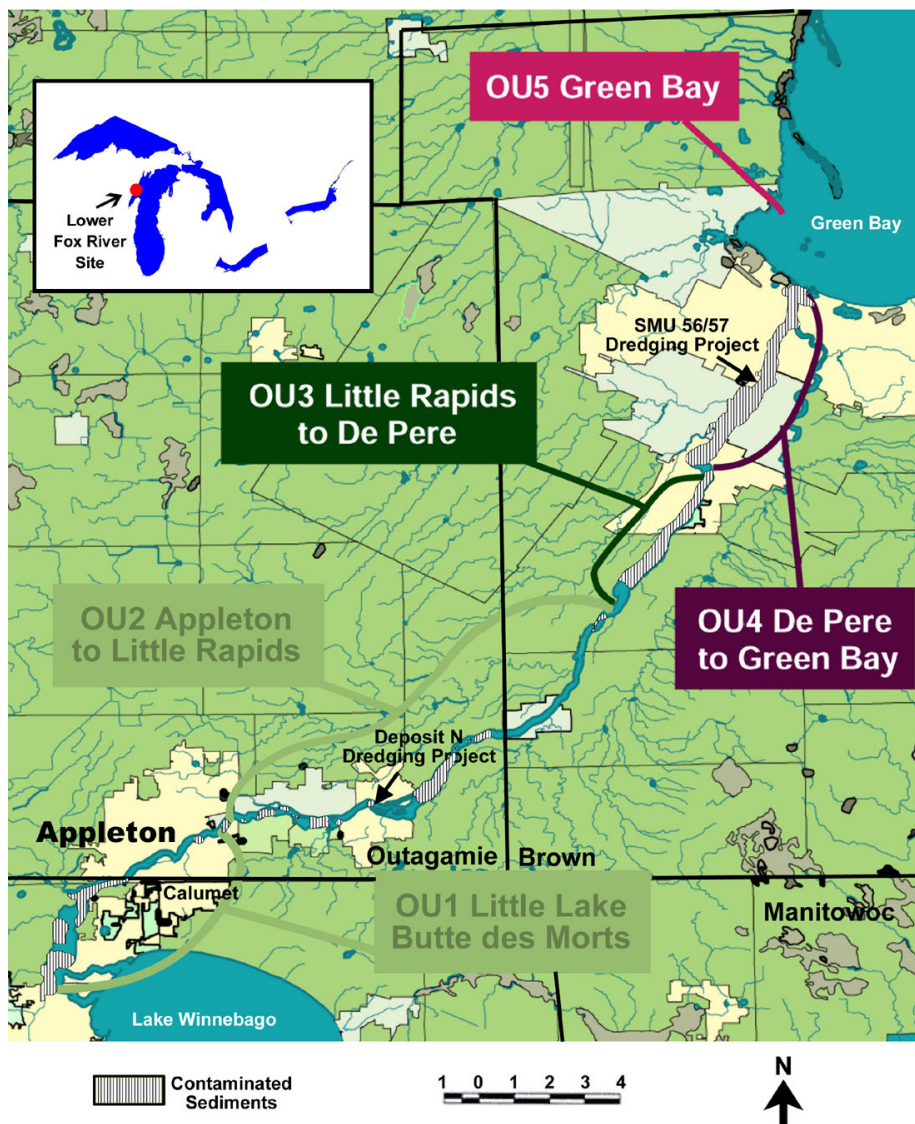 OU5 Green Bay
Lower
Fox River
Site
Green Bay
SMU 56/57
Dredging Project
OU3 Little Rapids
to De Pere
OU2 Appleton
to Little Rapids
OU4 De Pere
to Green Bay
Deposit N
Dredging Project
Appleton
Outagamie
Brown
Calumet
OU1 Little Lake
Butte des Morts
Manitowoc
Lake Winnebago
Contaminated
Sediments
1 0 1 2 3 4
N